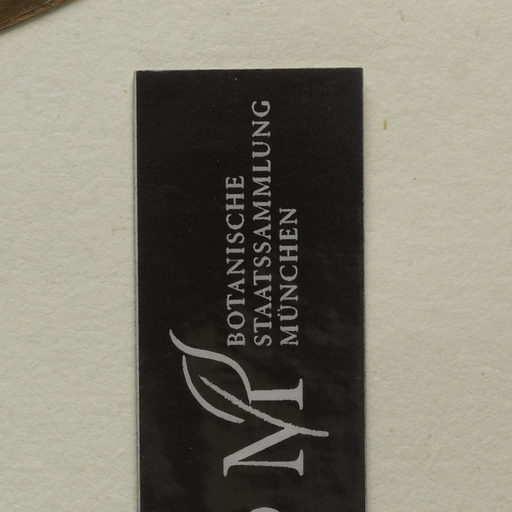 BOTANISCHE
STAATSSAMMLUNG
MÜNCHEN
M